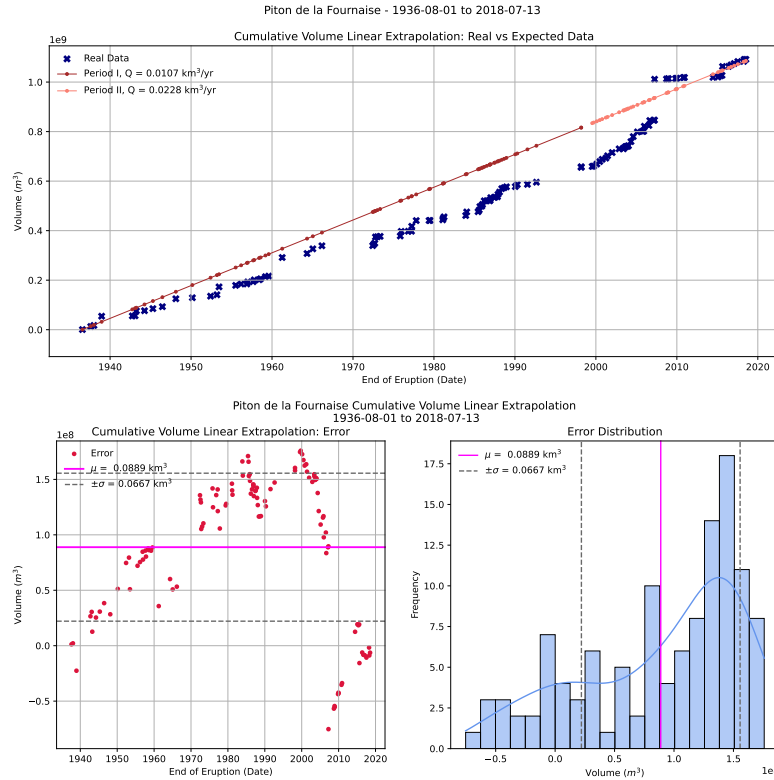 Piton de la Fournaise - 1936-08-01 to 2018-07-13
Cumulative Volume Linear Extrapolation: Real vs Expected Data
1e9
Real Data
Period I, Q = 0.0107 km³/yr
Period II, Q = 0.0228 km³/yr
1.0
0.8
0.6
0.4
0.2
0.0
Volume (m³)
1940 1950 1960 1970 1980 1990 2000 2010 2020
End of Eruption (Date)
Piton de la Fournaise Cumulative Volume Linear Extrapolation
1936-08-01 to 2018-07-13
Cumulative Volume Linear Extrapolation: Error
1e8
Error
μ = 0.0889 km³
±σ = 0.0667 km³
1.5
1.0
0.5
0.0
−0.5
Volume (m³)
1940 1950 1960 1970 1980 1990 2000 2010 2020
End of Eruption (Date)
Error Distribution
μ = 0.0889 km³
±σ = 0.0667 km³
17.5
15.0
12.5
10.0
7.5
5.0
2.5
0.0
Frequency
−0.5 0.0 0.5 1.0 1.5
Volume (m³)